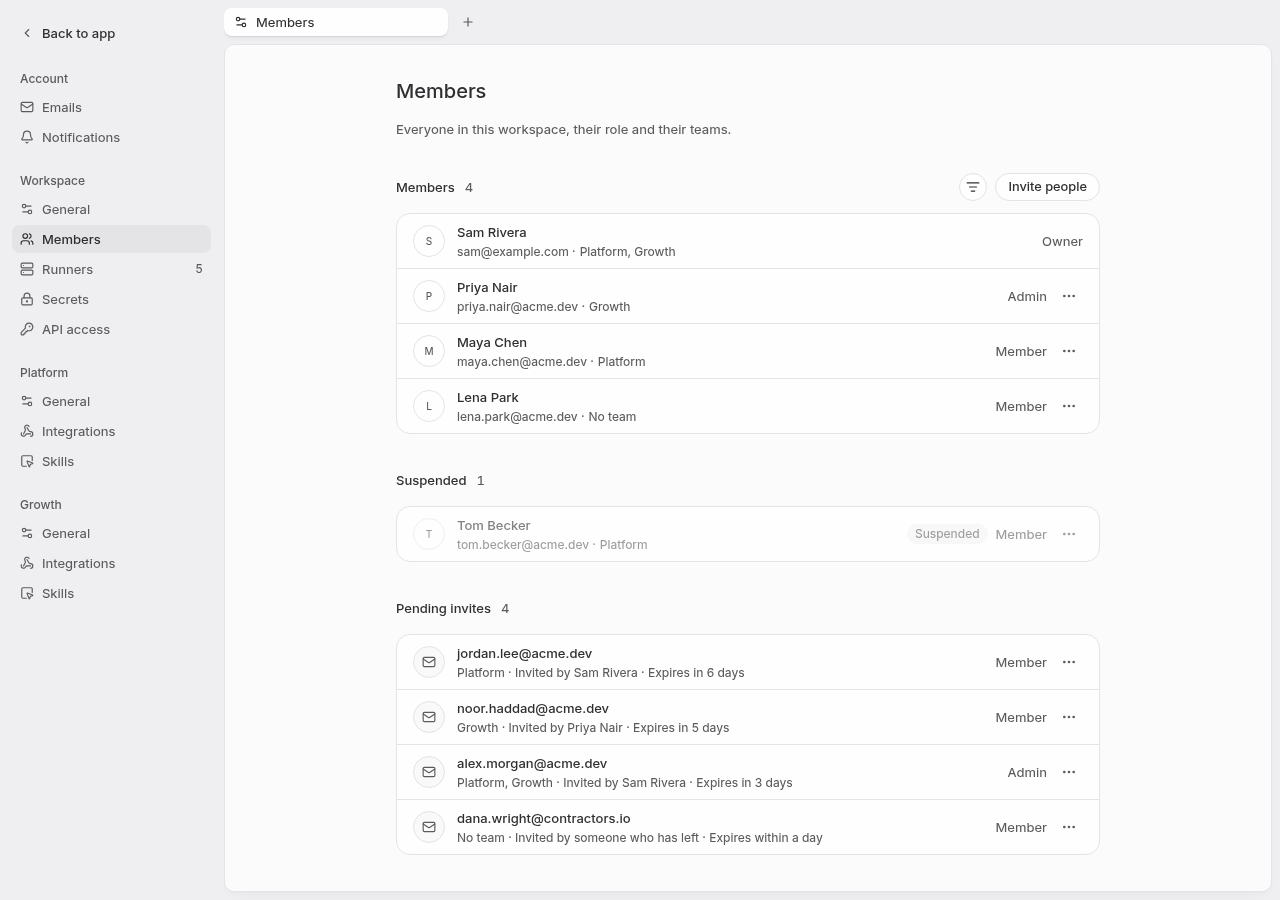 Back to app
Account
Emails
Notifications
Workspace
General
Members
Runners 5
Secrets
API access
Platform
General
Integrations
Skills
Growth
General
Integrations
Skills
Members
Members
Everyone in this workspace, their role and their teams.
Members 4
Invite people
S
Sam Rivera
sam@example.com · Platform, Growth
Owner
P
Priya Nair
priya.nair@acme.dev · Growth
Admin
M
Maya Chen
maya.chen@acme.dev · Platform
Member
L
Lena Park
lena.park@acme.dev · No team
Member
Suspended 1
T
Tom Becker
tom.becker@acme.dev · Platform
Suspended Member
Pending invites 4
jordan.lee@acme.dev
Platform · Invited by Sam Rivera · Expires in 6 days
Member
noor.haddad@acme.dev
Growth · Invited by Priya Nair · Expires in 5 days
Member
alex.morgan@acme.dev
Platform, Growth · Invited by Sam Rivera · Expires in 3 days
Admin
dana.wright@contractors.io
No team · Invited by someone who has left · Expires within a day
Member